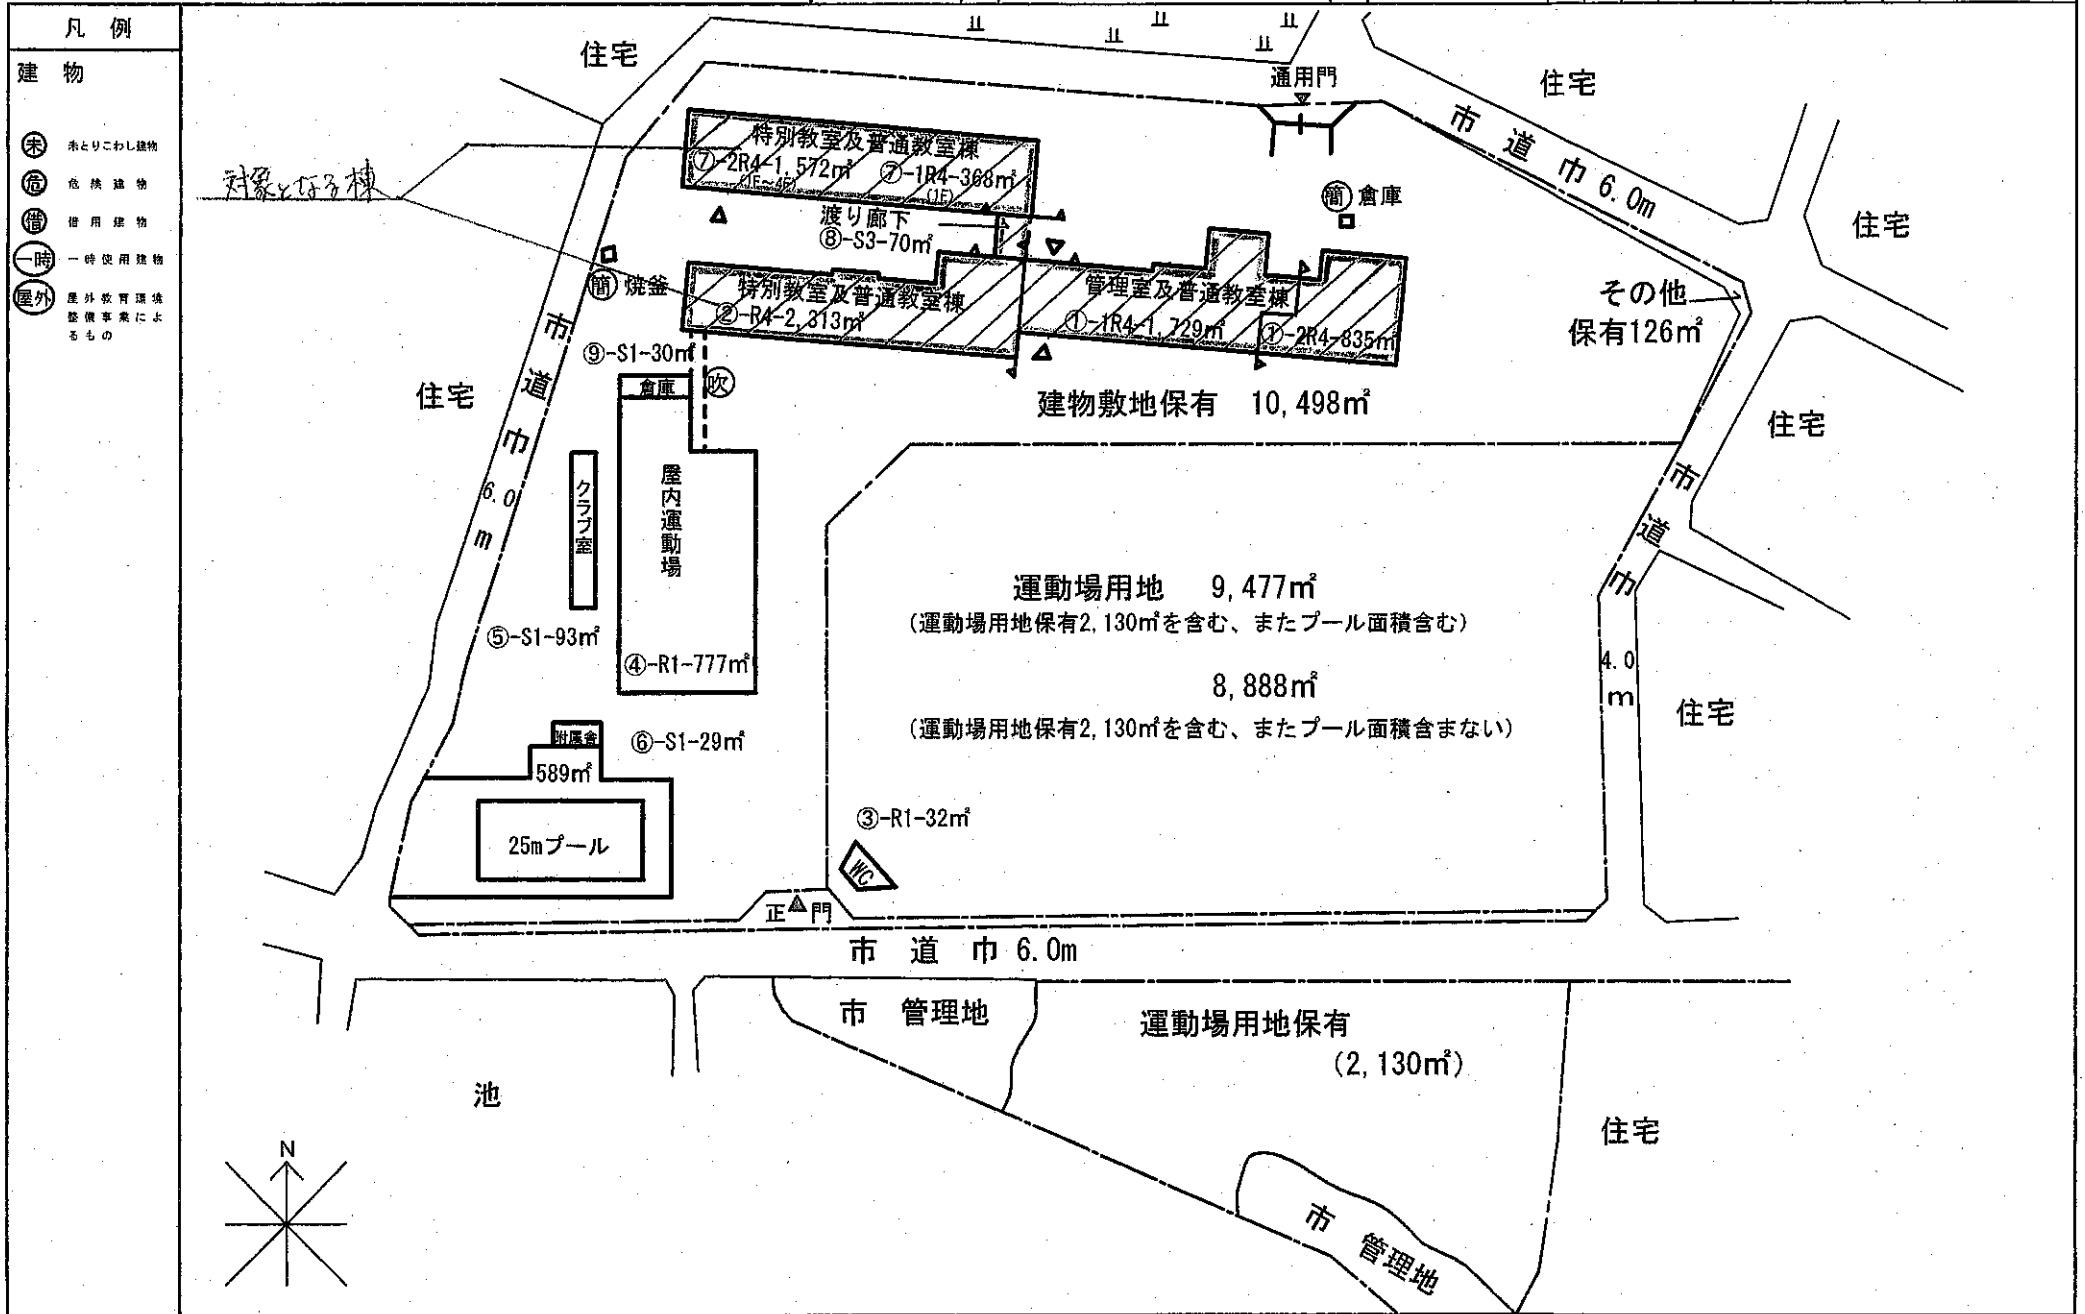 凡 例
建 物
未 未とりこわし建物
危 危険建物
借 借用建物
一時 一時使用建物
屋外 屋外教育環境
整備事業によ
るもの
対象となる棟
住宅
通用門
住宅
市道巾6.0m
特別教室及普通教室棟
⑦-2R4-1,572㎡ ⑦-1R4-368㎡
(1F~4F) (1F)
渡り廊下
⑧-S3-70㎡
簡 倉庫
住宅
簡 焼釜
特別教室及普通教室棟
②-R4-2,313㎡
管理室及普通教室棟
①-1R4-1,729㎡ ①-2R4-835㎡
その他
保有126㎡
市道巾6.0m
住宅
⑨-S1-30㎡
倉庫
吹
建物敷地保有 10,498㎡
住宅
クラブ室
屋内運動場
市道巾4.0m
⑤-S1-93㎡
④-R1-777㎡
運動場用地 9,477㎡
(運動場用地保有2,130㎡を含む、またプール面積含む)
8,888㎡
(運動場用地保有2,130㎡を含む、またプール面積含まない)
住宅
附属舎
⑥-S1-29㎡
589㎡
25mプール
③-R1-32㎡
WC
正門
市道巾6.0m
市 管理地
運動場用地保有
(2,130㎡)
池
住宅
N
市 管理地